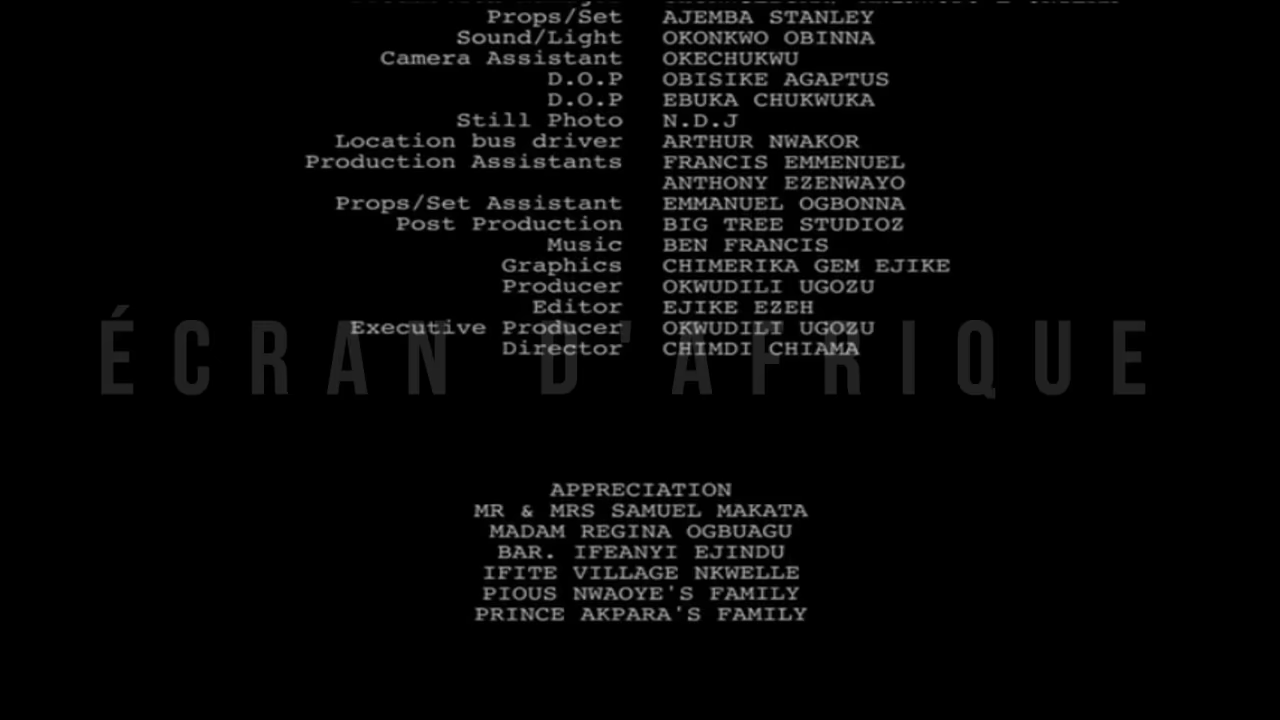 Props/Set AJEMBA STANLEY
Sound/Light OKONKWO OBINNA
Camera Assistant OKECHUKWU
D.O.P OBISIKE AGAPTUS
D.O.P EBUKA CHUKWUKA
Still Photo N.D.J
Location bus driver ARTHUR NWAKOR
Production Assistants FRANCIS EMMENUEL
ANTHONY EZENWAYO
Props/Set Assistant EMMANUEL OGBONNA
Post Production BIG TREE STUDIOZ
Music BEN FRANCIS
Graphics CHIMERIKA GEM EJIKE
Producer OKWUDILI UGOZU
Editor EJIKE EZEH
Executive Producer OKWUDILI UGOZU
Director CHIMDI CHIAMA
ÉCRAN D'AFRIQUE
APPRECIATION
MR & MRS SAMUEL MAKATA
MADAM REGINA OGBUAGU
BAR. IFEANYI EJINDU
IFITE VILLAGE NKWELLE
PIOUS NWAOYE'S FAMILY
PRINCE AKPARA'S FAMILY